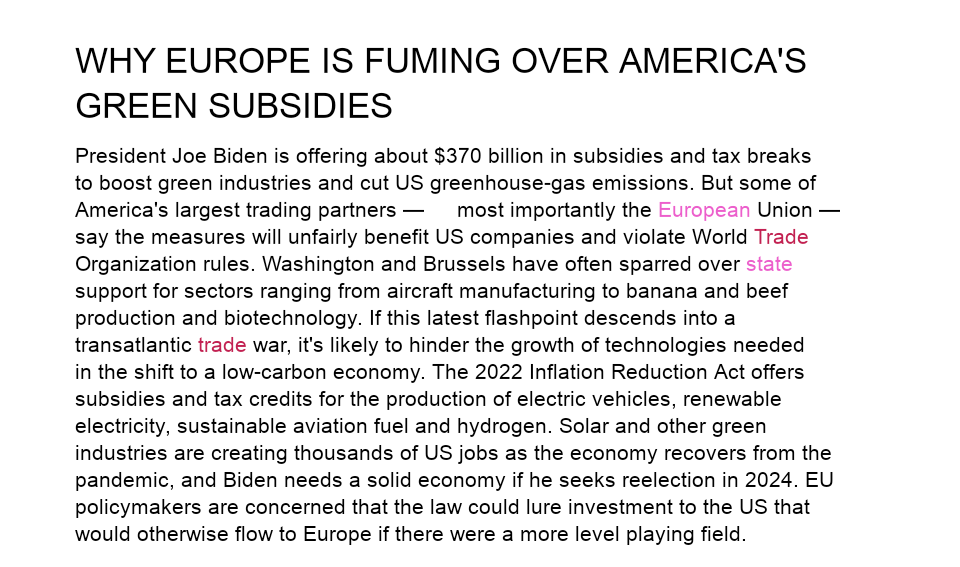 WHY EUROPE IS FUMING OVER AMERICA'S
GREEN SUBSIDIES
President Joe Biden is offering about $370 billion in subsidies and tax breaks
to boost green industries and cut US greenhouse-gas emissions. But some of
America's largest trading partners — most importantly the European Union —
say the measures will unfairly benefit US companies and violate World Trade
Organization rules. Washington and Brussels have often sparred over state
support for sectors ranging from aircraft manufacturing to banana and beef
production and biotechnology. If this latest flashpoint descends into a
transatlantic trade war, it's likely to hinder the growth of technologies needed
in the shift to a low-carbon economy. The 2022 Inflation Reduction Act offers
subsidies and tax credits for the production of electric vehicles, renewable
electricity, sustainable aviation fuel and hydrogen. Solar and other green
industries are creating thousands of US jobs as the economy recovers from the
pandemic, and Biden needs a solid economy if he seeks reelection in 2024. EU
policymakers are concerned that the law could lure investment to the US that
would otherwise flow to Europe if there were a more level playing field.